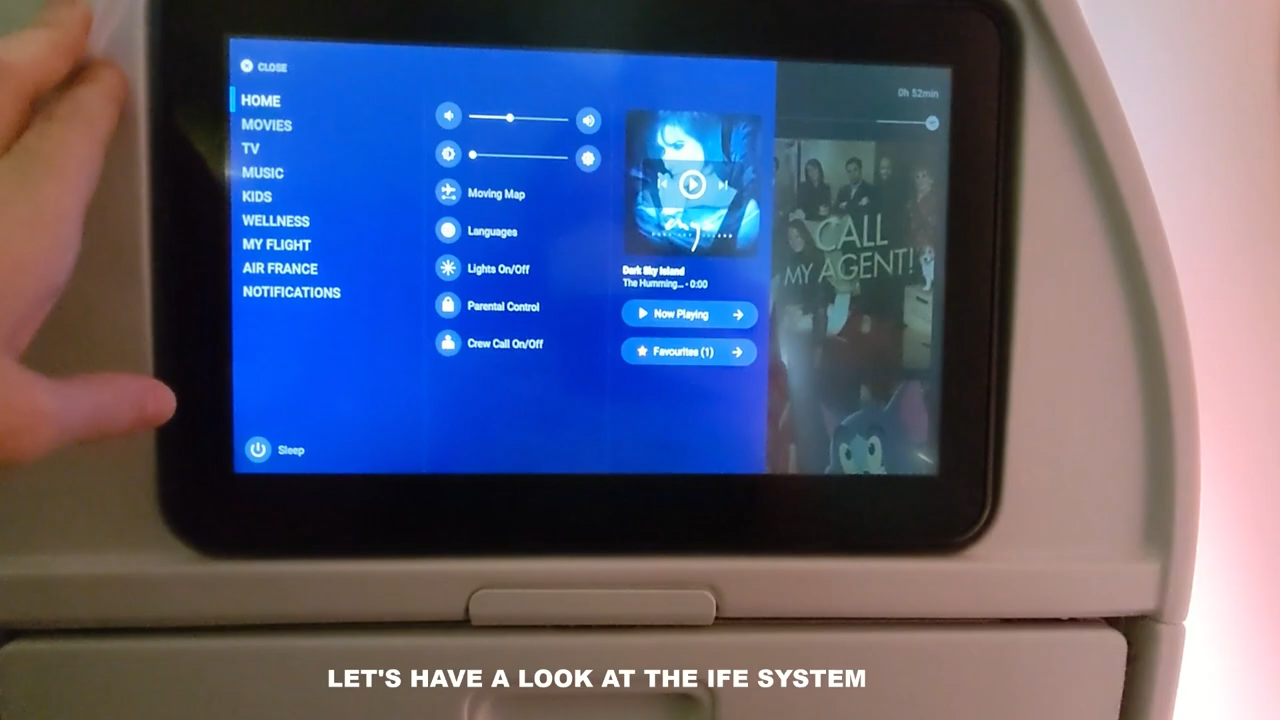 CLOSE
HOME
MOVIES
TV
MUSIC
KIDS
WELLNESS
MY FLIGHT
AIR FRANCE
NOTIFICATIONS
Sleep
Moving Map
Languages
Lights On/Off
Parental Control
Crew Call On/Off
Dark Sky Island
The Humming... - 0:00
Now Playing
Favourites (1)
0h 52min
CALL
MY AGENT!
LET'S HAVE A LOOK AT THE IFE SYSTEM